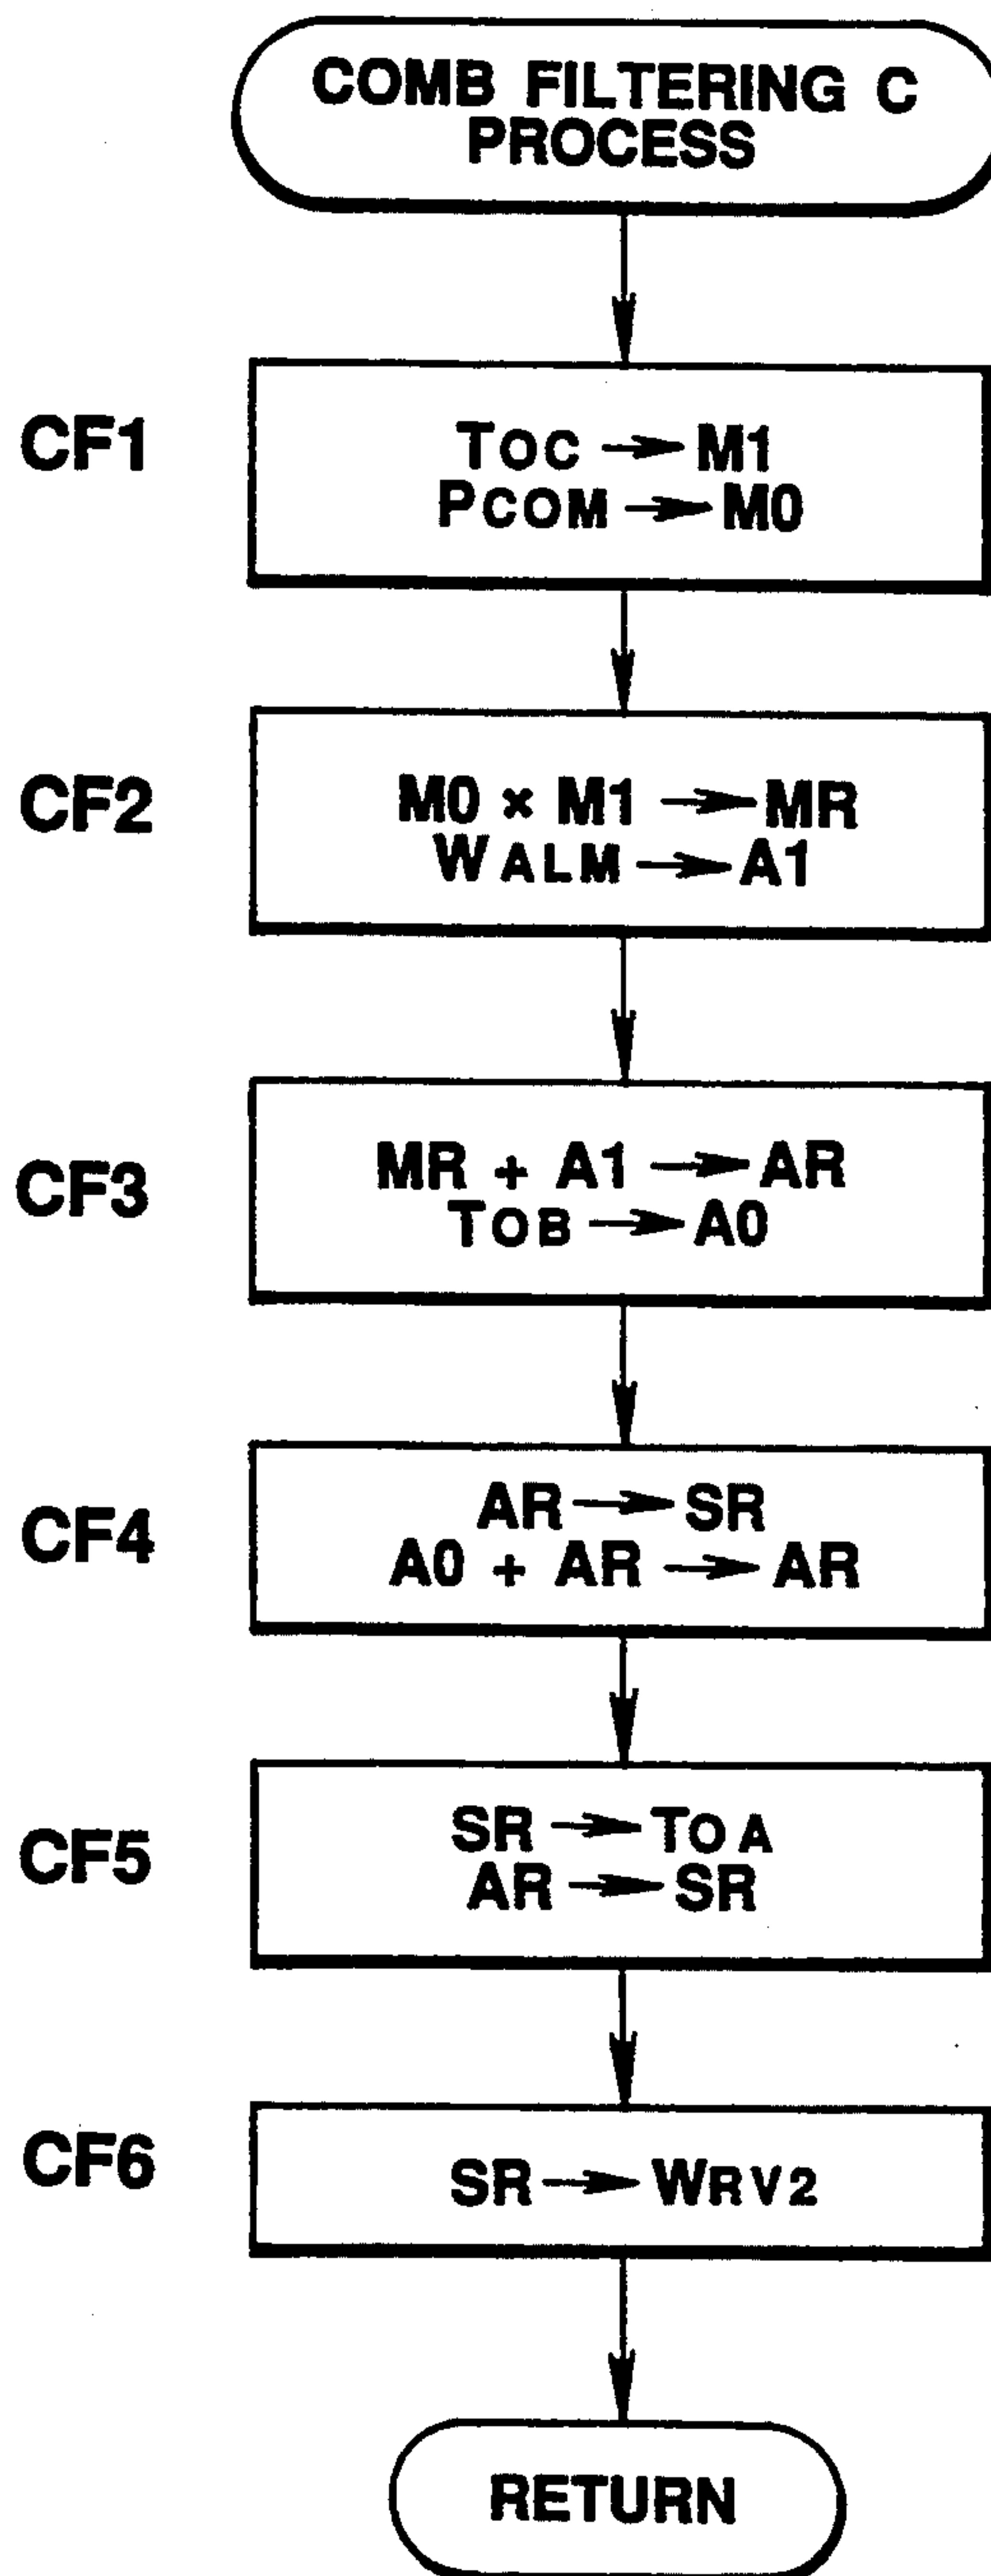 COMB FILTERING C
PROCESS
CF1
TOC → M1
PCOM → M0
CF2
M0 × M1 → MR
WALM → A1
CF3
MR + A1 → AR
TOB → A0
CF4
AR → SR
A0 + AR → AR
CF5
SR → TOA
AR → SR
CF6
SR → WRV2
RETURN